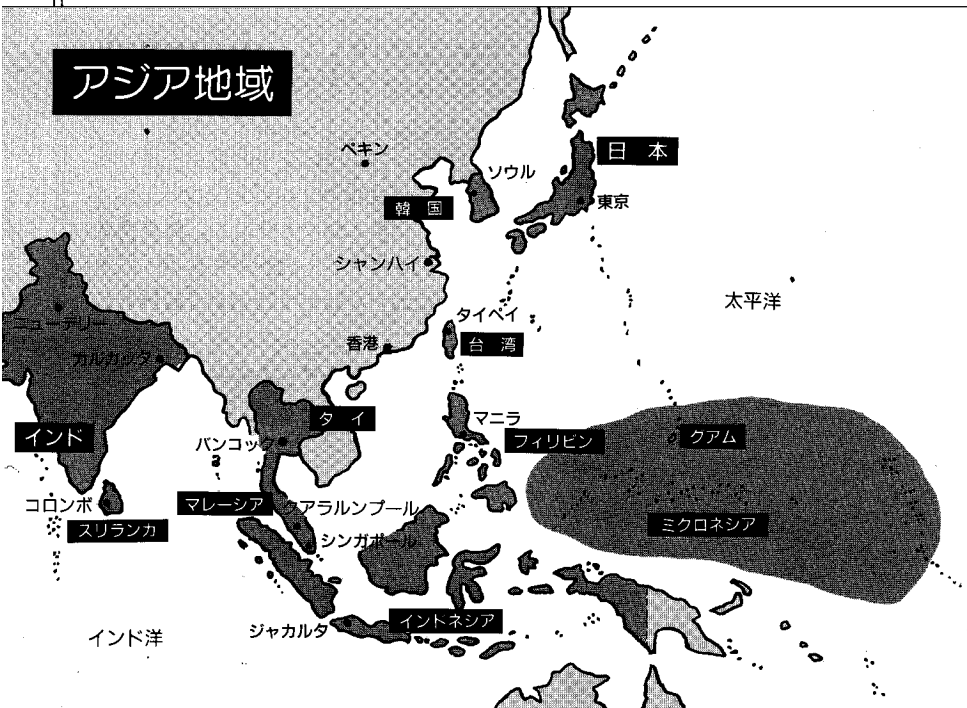 アジア地域
ペキン
日本
ソウル
東京
韓国
シャンハイ
太平洋
タイペイ
ニューデリー
香港
台湾
カルカッタ
タイ
マニラ
インド
バンコック
フィリピン
グアム
コロンボ
マレーシア
クアラルンプール
スリランカ
シンガポール
ミクロネシア
ジャカルタ
インドネシア
インド洋